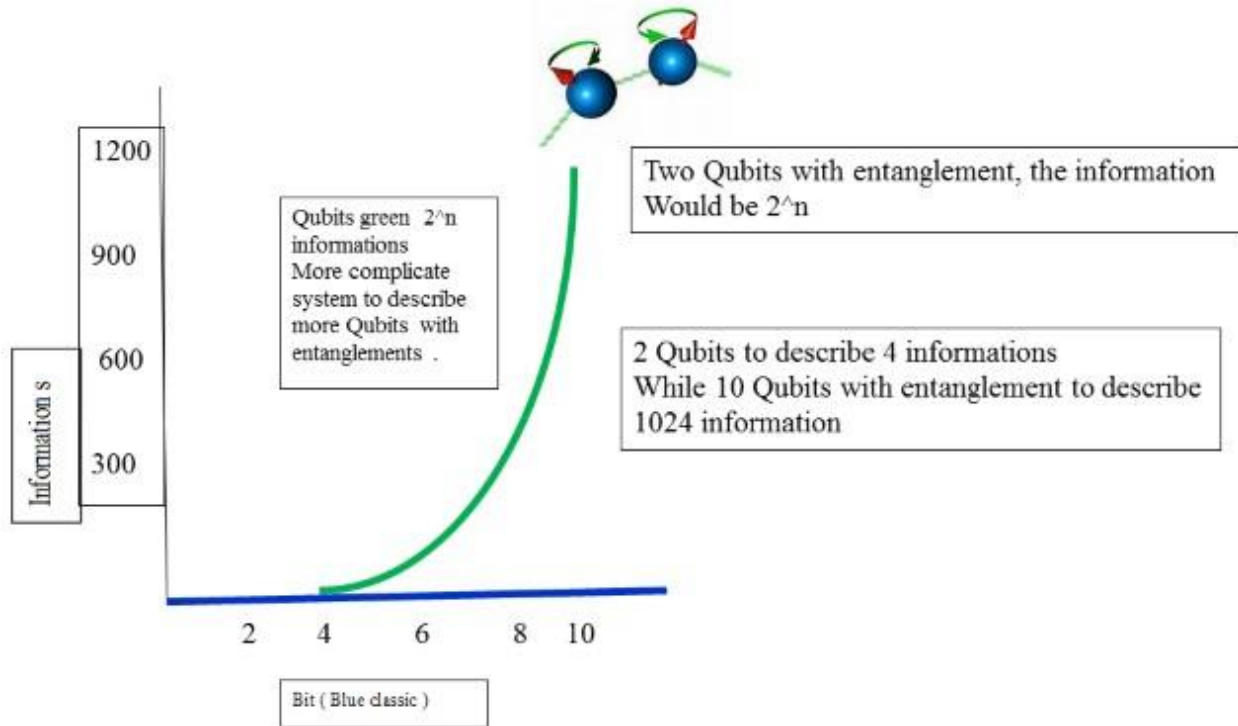 1200
900
600
300
Information s
Qubits green 2^n
informations
More complicate
system to describe
more Qubits with
entanglements .
Two Qubits with entanglement, the information
Would be 2^n
2 Qubits to describe 4 informations
While 10 Qubits with entanglement to describe
1024 information
2 4 6 8 10
Bit ( Blue classic )